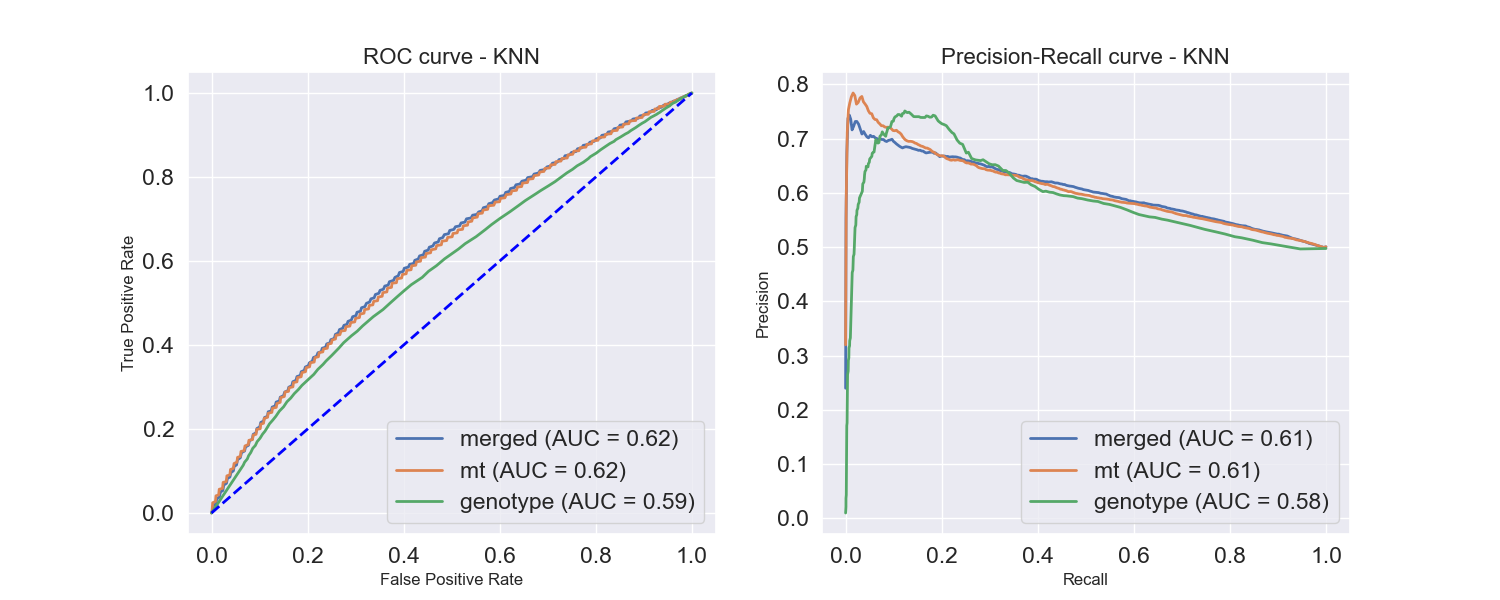 ROC curve - KNN
True Positive Rate
1.0
0.8
0.6
0.4
0.2
0.0
merged (AUC = 0.62)
mt (AUC = 0.62)
genotype (AUC = 0.59)
0.0 0.2 0.4 0.6 0.8 1.0
False Positive Rate
Precision-Recall curve - KNN
Precision
0.8
0.7
0.6
0.5
0.4
0.3
0.2
0.1
0.0
merged (AUC = 0.61)
mt (AUC = 0.61)
genotype (AUC = 0.58)
0.0 0.2 0.4 0.6 0.8 1.0
Recall